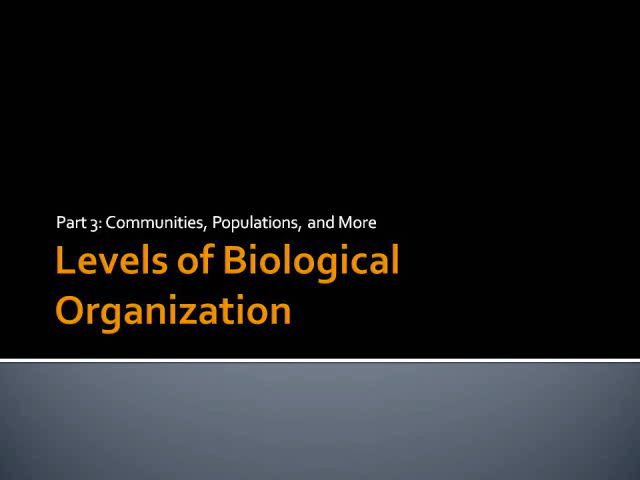 Part 3: Communities, Populations, and More
Levels of Biological
Organization